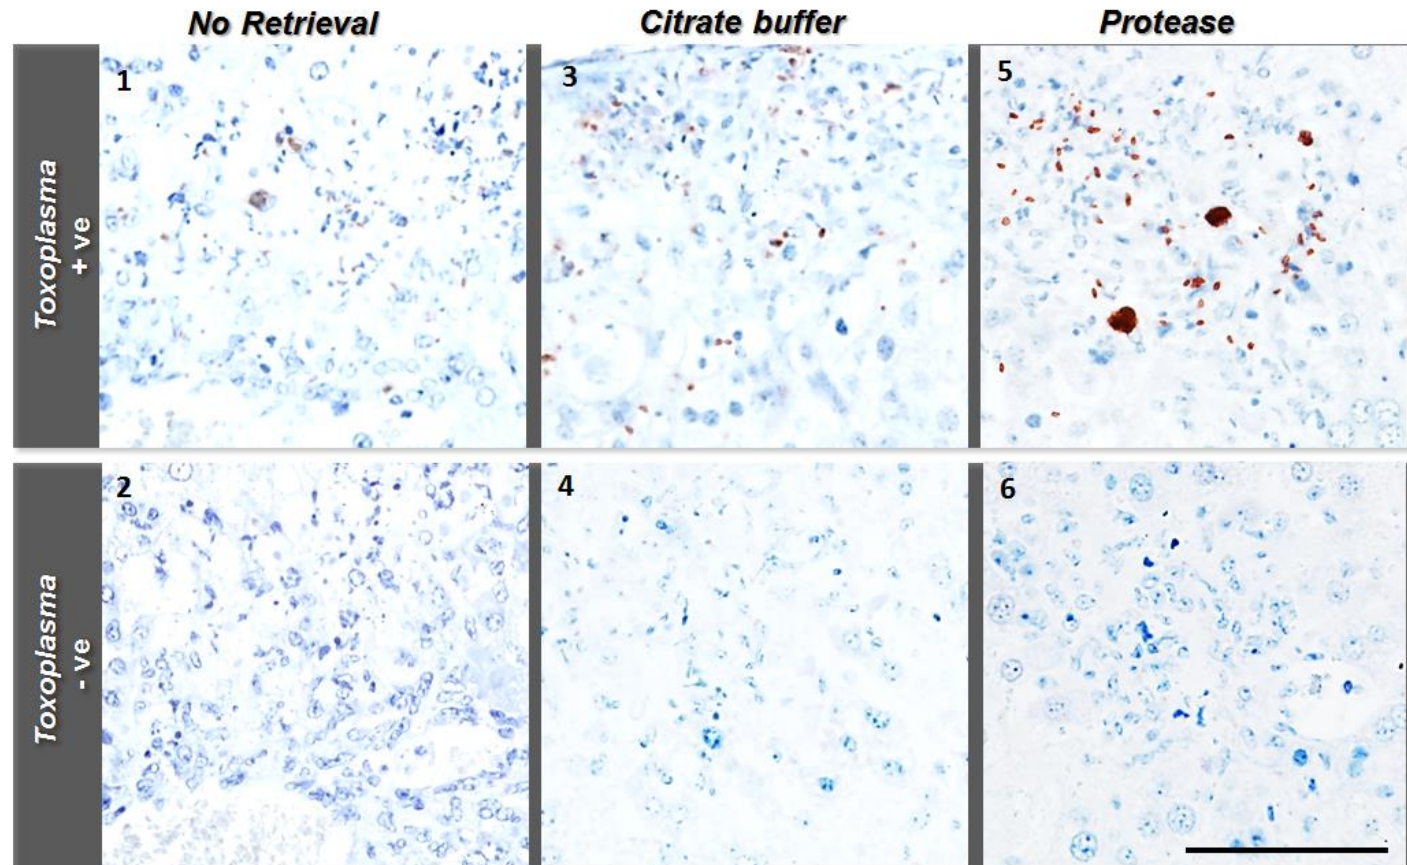 No Retrieval
Citrate buffer
Protease
Toxoplasma
+ ve
1
3
5
Toxoplasma
- ve
2
4
6